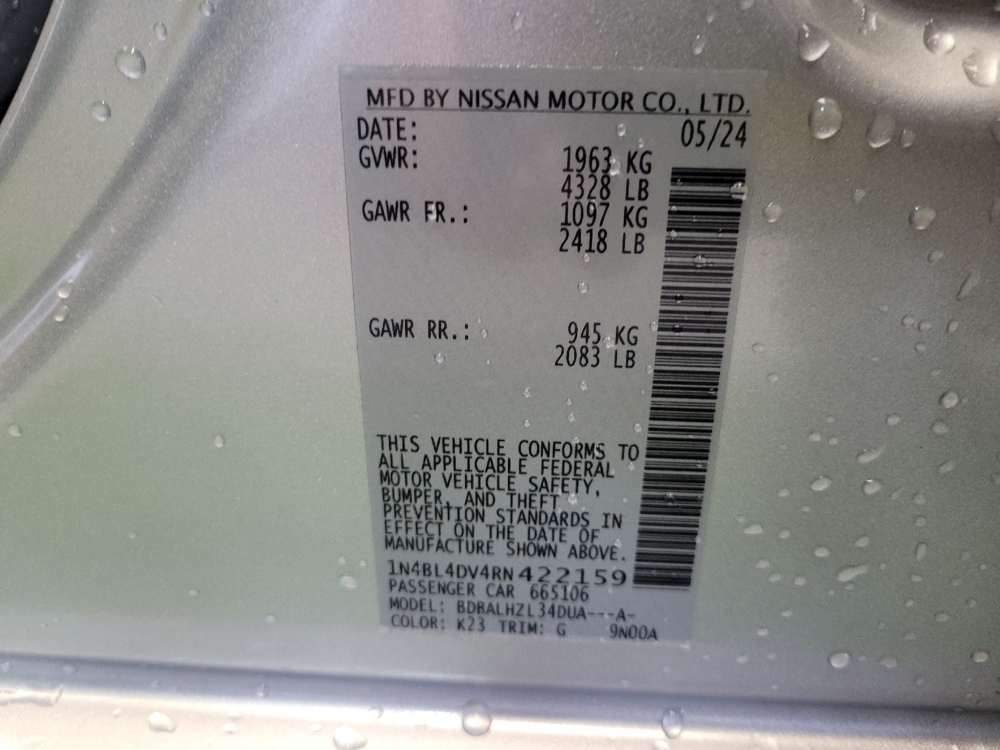 MFD BY NISSAN MOTOR CO., LTD.
DATE: 05/24
GVWR: 1963 KG
4328 LB
GAWR FR.: 1097 KG
2418 LB
GAWR RR.: 945 KG
2083 LB
THIS VEHICLE CONFORMS TO
ALL APPLICABLE FEDERAL
MOTOR VEHICLE SAFETY,
BUMPER, AND THEFT
PREVENTION STANDARDS IN
EFFECT ON THE DATE OF
MANUFACTURE SHOWN ABOVE.
1N4BL4DV4RN422159
PASSENGER CAR 665106
MODEL: BDBALHZL34DUA---A-
COLOR: K23 TRIM: G 9N00A